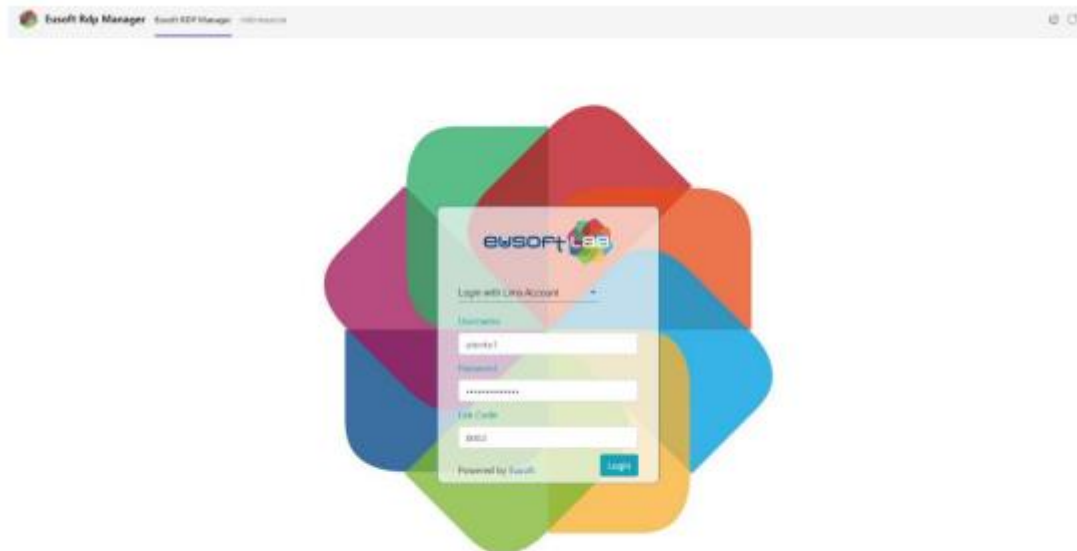 Eusoft Rdp Manager Eusoft RDP Manager
eusoft LAB
Login with Lims Account
Username
Password
••••••••••••••
Lab Code
Powered by Eusoft
Login